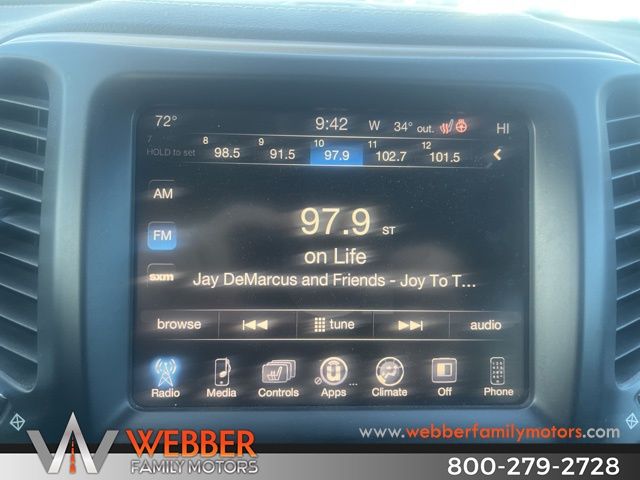 72° 9:42 W 34° out. HI
7 8 9 10 11 12
HOLD to set 98.5 91.5 97.9 102.7 101.5
AM
97.9 ST
FM
on Life
sxm
Jay DeMarcus and Friends - Joy To T...
browse tune audio
Radio Media Controls Apps ... Climate Off Phone
www.webberfamilymotors.com
WEBBER
FAMILY MOTORS
800-279-2728